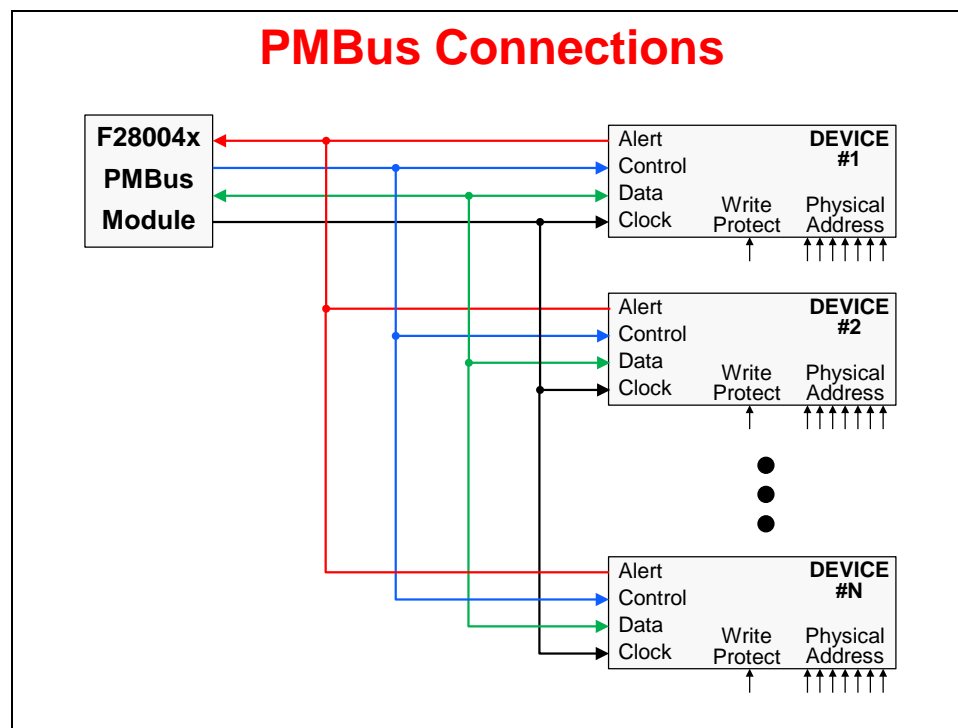 PMBus Connections
F28004x
PMBus
Module
Alert
Control
Data
Clock
DEVICE
#1
Write
Protect
Physical
Address
Alert
Control
Data
Clock
DEVICE
#2
Write
Protect
Physical
Address
Alert
Control
Data
Clock
DEVICE
#N
Write
Protect
Physical
Address